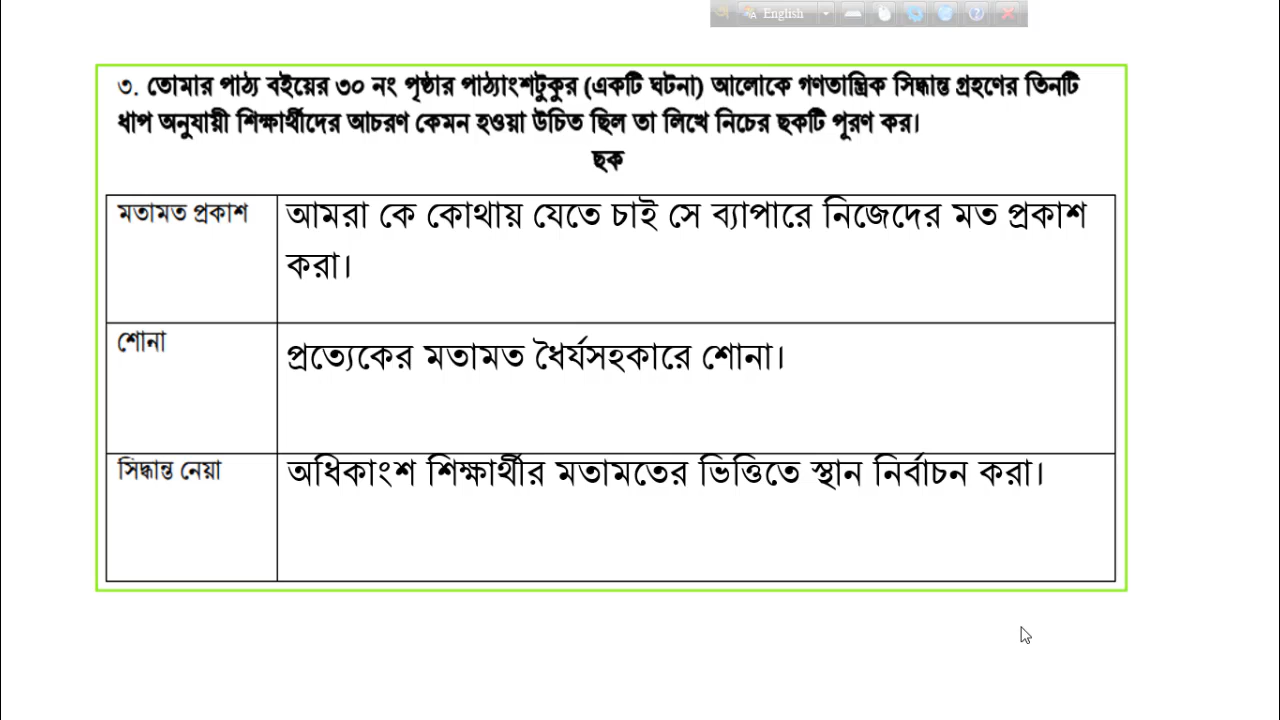 English
৩. তোমার পাঠ্য বইয়ের ৩০ নং পৃষ্ঠার পাঠ্যাংশটুকুর (একটি ঘটনা) আলোকে গণতান্ত্রিক সিদ্ধান্ত গ্রহণের তিনটি
ধাপ অনুযায়ী শিক্ষার্থীদের আচরণ কেমন হওয়া উচিত ছিল তা লিখে নিচের ছকটি পূরণ কর।
ছক
মতামত প্রকাশ
আমরা কে কোথায় যেতে চাই সে ব্যাপারে নিজেদের মত প্রকাশ
করা।
শোনা
প্রত্যেকের মতামত ধৈর্যসহকারে শোনা।
সিদ্ধান্ত নেয়া
অধিকাংশ শিক্ষার্থীর মতামতের ভিত্তিতে স্থান নির্বাচন করা।